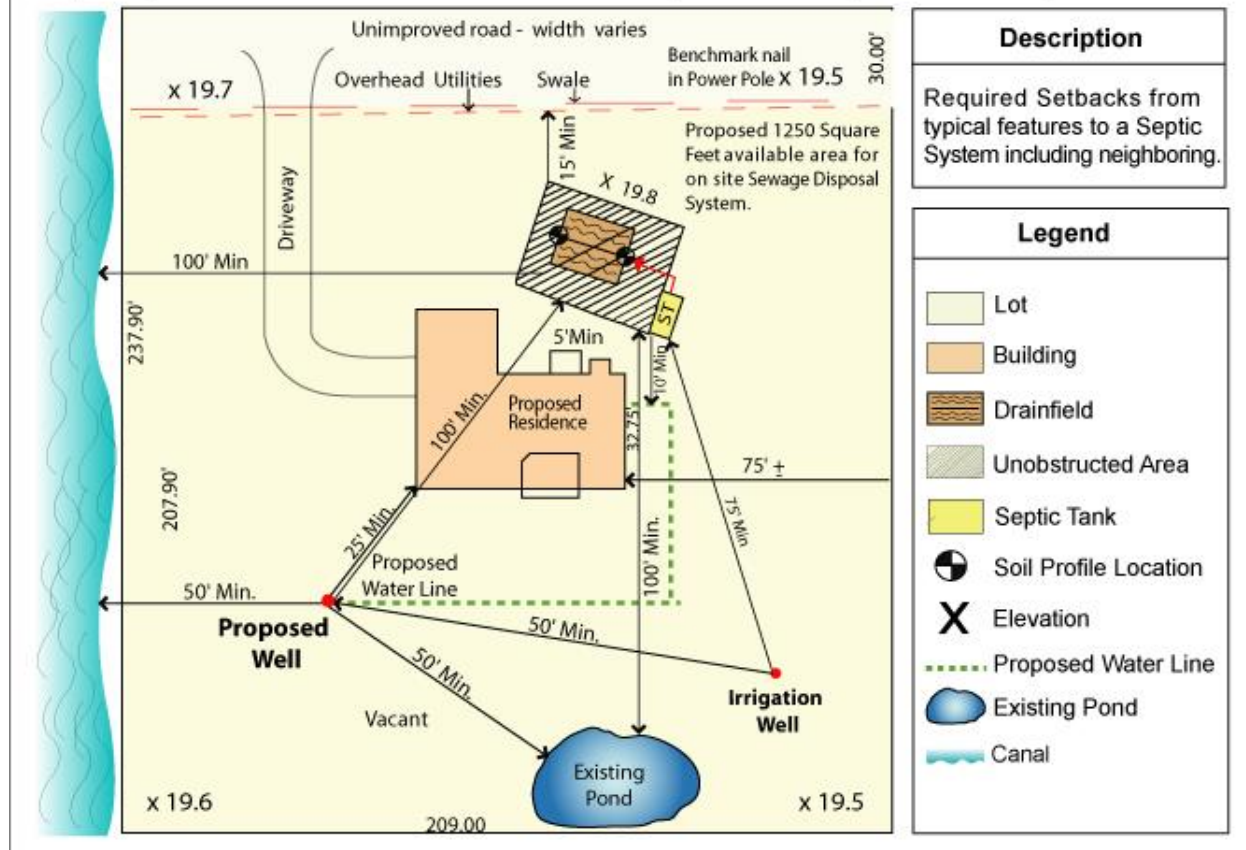 Unimproved road - width varies
30.00'
Benchmark nail
in Power Pole x 19.5
x 19.7
Overhead Utilities
Swale
15' Min
Proposed 1250 Square
Feet available area for
on site Sewage Disposal
System.
X 19.8
Driveway
100' Min
237.90'
ST
5'Min
10' Min
Proposed
Residence
100' Min.
32.75'
75' ±
207.90'
25' Min.
75' Min
100' Min.
Proposed
Water Line
50' Min.
Proposed
Well
50' Min.
50' Min.
Irrigation
Well
Vacant
Existing
Pond
x 19.6
x 19.5
209.00
Description
Required Setbacks from
typical features to a Septic
System including neighboring.
Legend
Lot
Building
Drainfield
Unobstructed Area
Septic Tank
Soil Profile Location
X Elevation
Proposed Water Line
Existing Pond
Canal